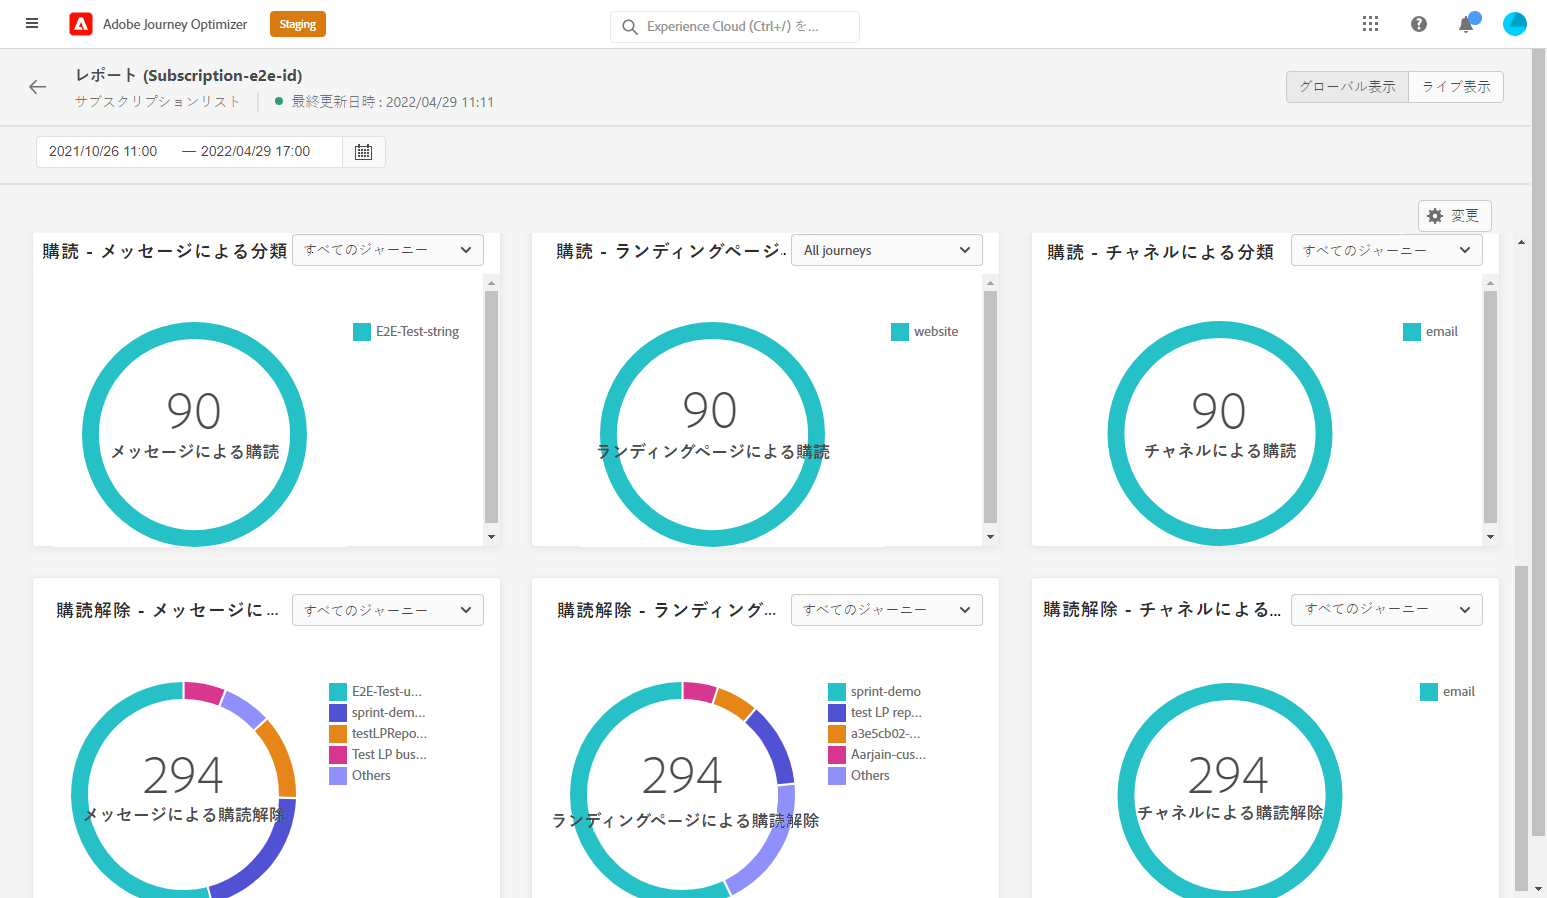 Adobe Journey Optimizer
Staging
Experience Cloud (Ctrl+/) を...
レポート (Subscription-e2e-id)
サブスクリプションリスト
最終更新日時 : 2022/04/29 11:11
グローバル表示
ライブ表示
2021/10/26 11:00 — 2022/04/29 17:00
変更
購読 - メッセージによる分類
すべてのジャーニー
E2E-Test-string
90
メッセージによる購読
購読 - ランディングページ..
All journeys
website
90
ランディングページによる購読
購読 - チャネルによる分類
すべてのジャーニー
email
90
チャネルによる購読
購読解除 - メッセージに...
すべてのジャーニー
E2E-Test-u...
sprint-dem...
testLPRepo...
Test LP bus...
Others
294
メッセージによる購読解除
購読解除 - ランディング...
すべてのジャーニー
sprint-demo
test LP rep...
a3e5cb02-...
Aarjain-cus...
Others
294
ランディングページによる購読解除
購読解除 - チャネルによる...
すべてのジャーニー
email
294
チャネルによる購読解除